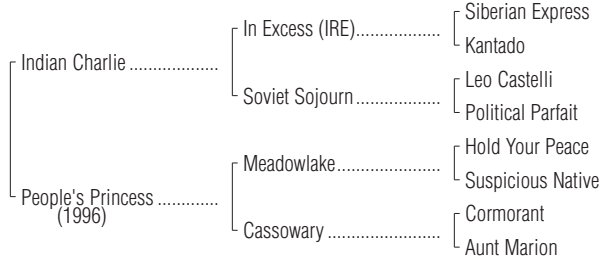 Siberian Express
In Excess (IRE)...................
Kantado
Indian Charlie ...................
Leo Castelli
Soviet Sojourn ...................
Political Parfait
Hold Your Peace
Meadowlake.......................
Suspicious Native
People's Princess .............
(1996)
Cormorant
Cassowary ........................
Aunt Marion